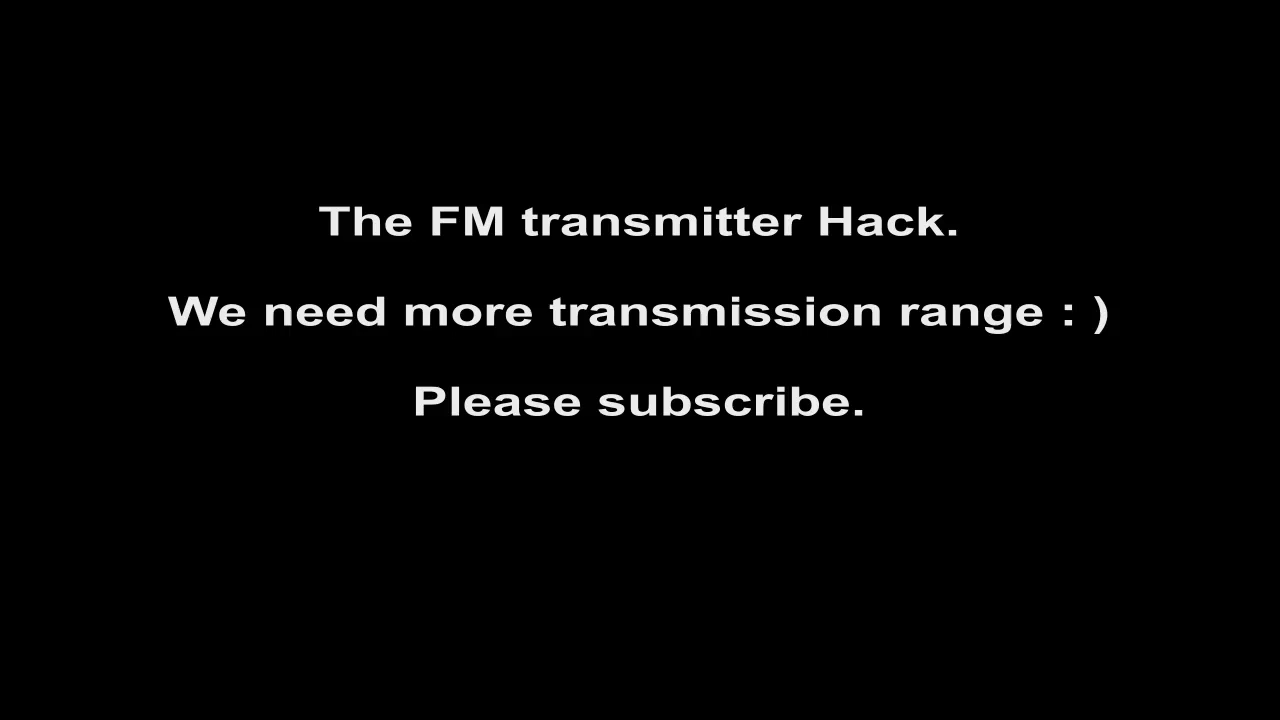 The FM transmitter Hack.
We need more transmission range : )
Please subscribe.